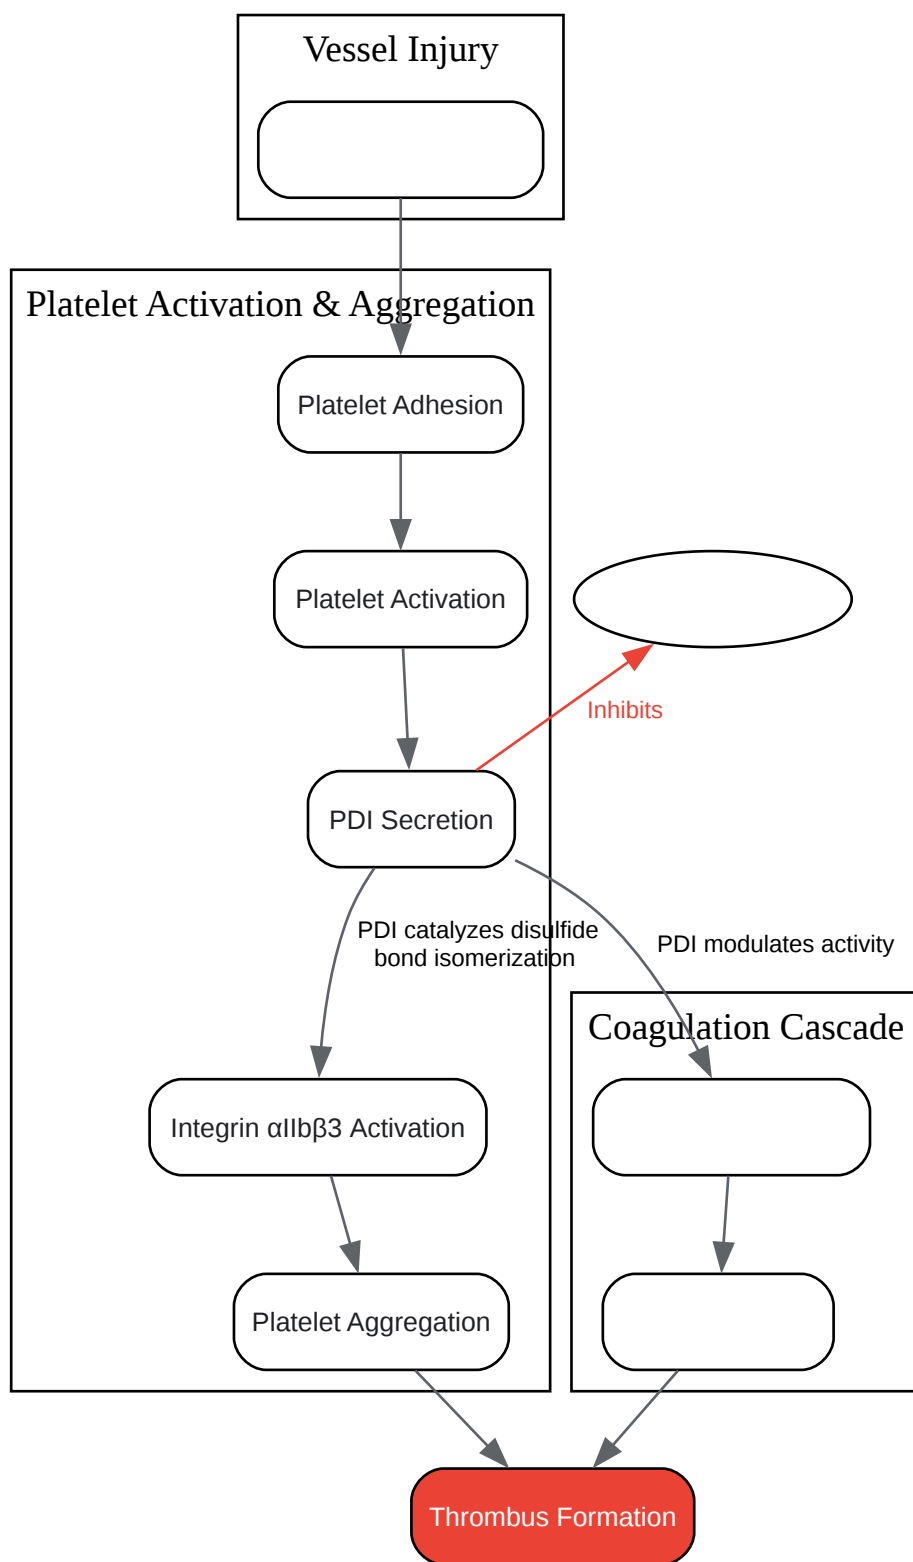 Vessel Injury
Platelet Activation & Aggregation
Platelet Adhesion
Platelet Activation
Inhibits
PDI Secretion
PDI catalyzes disulfide
bond isomerization
PDI modulates activity
Coagulation Cascade
Integrin αIIbβ3 Activation
Platelet Aggregation
Thrombus Formation